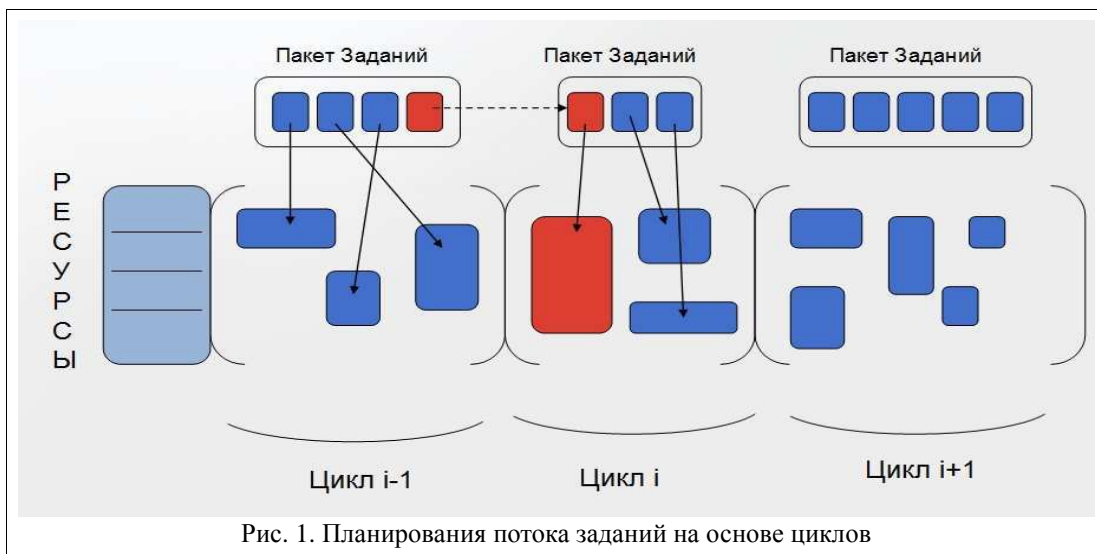 Пакет Заданий
Пакет Заданий
Пакет Заданий
РЕСУРСЫ
Цикл i-1
Цикл i
Цикл i+1
Рис. 1. Планирования потока заданий на основе циклов